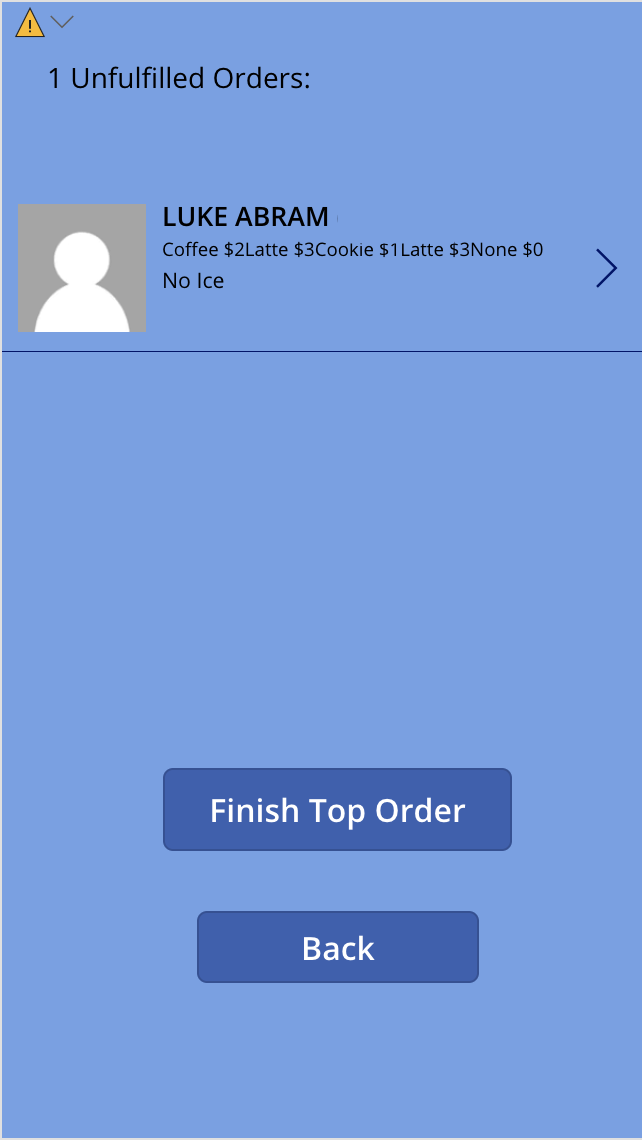 1 Unfulfilled Orders:
LUKE ABRAM
Coffee $2Latte $3Cookie $1Latte $3None $0
No Ice
Finish Top Order
Back